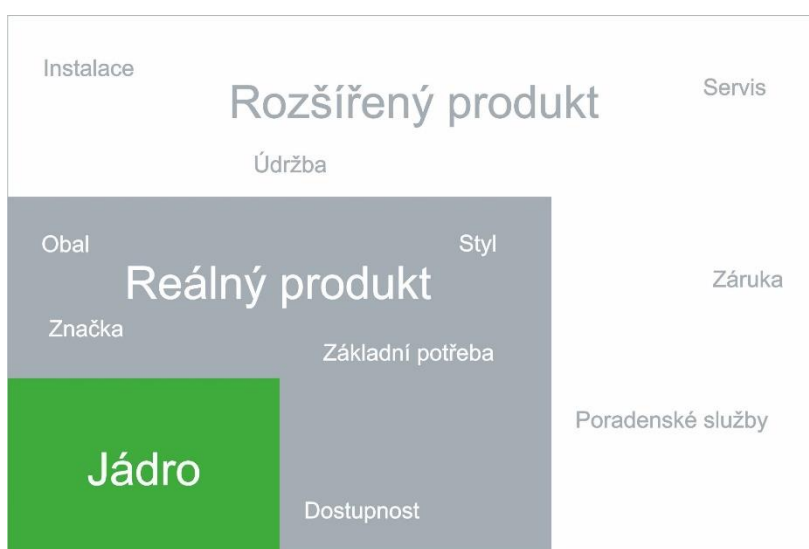 Instalace
Rozšířený produkt
Servis
Údržba
Obal
Styl
Reálný produkt
Záruka
Značka
Základní potřeba
Poradenské služby
Jádro
Dostupnost